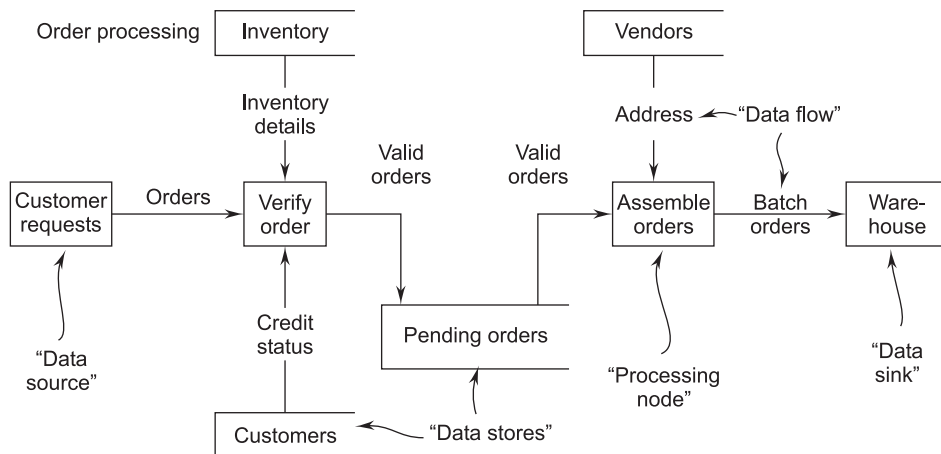 Order processing
Inventory
Vendors
Inventory
details
Address
“Data flow”
Valid
orders
Valid
orders
Customer
requests
Orders
Verify
order
Assemble
orders
Batch
orders
Ware-
house
Credit
status
Pending orders
“Data
source”
“Processing
node”
“Data
sink”
Customers
“Data stores”